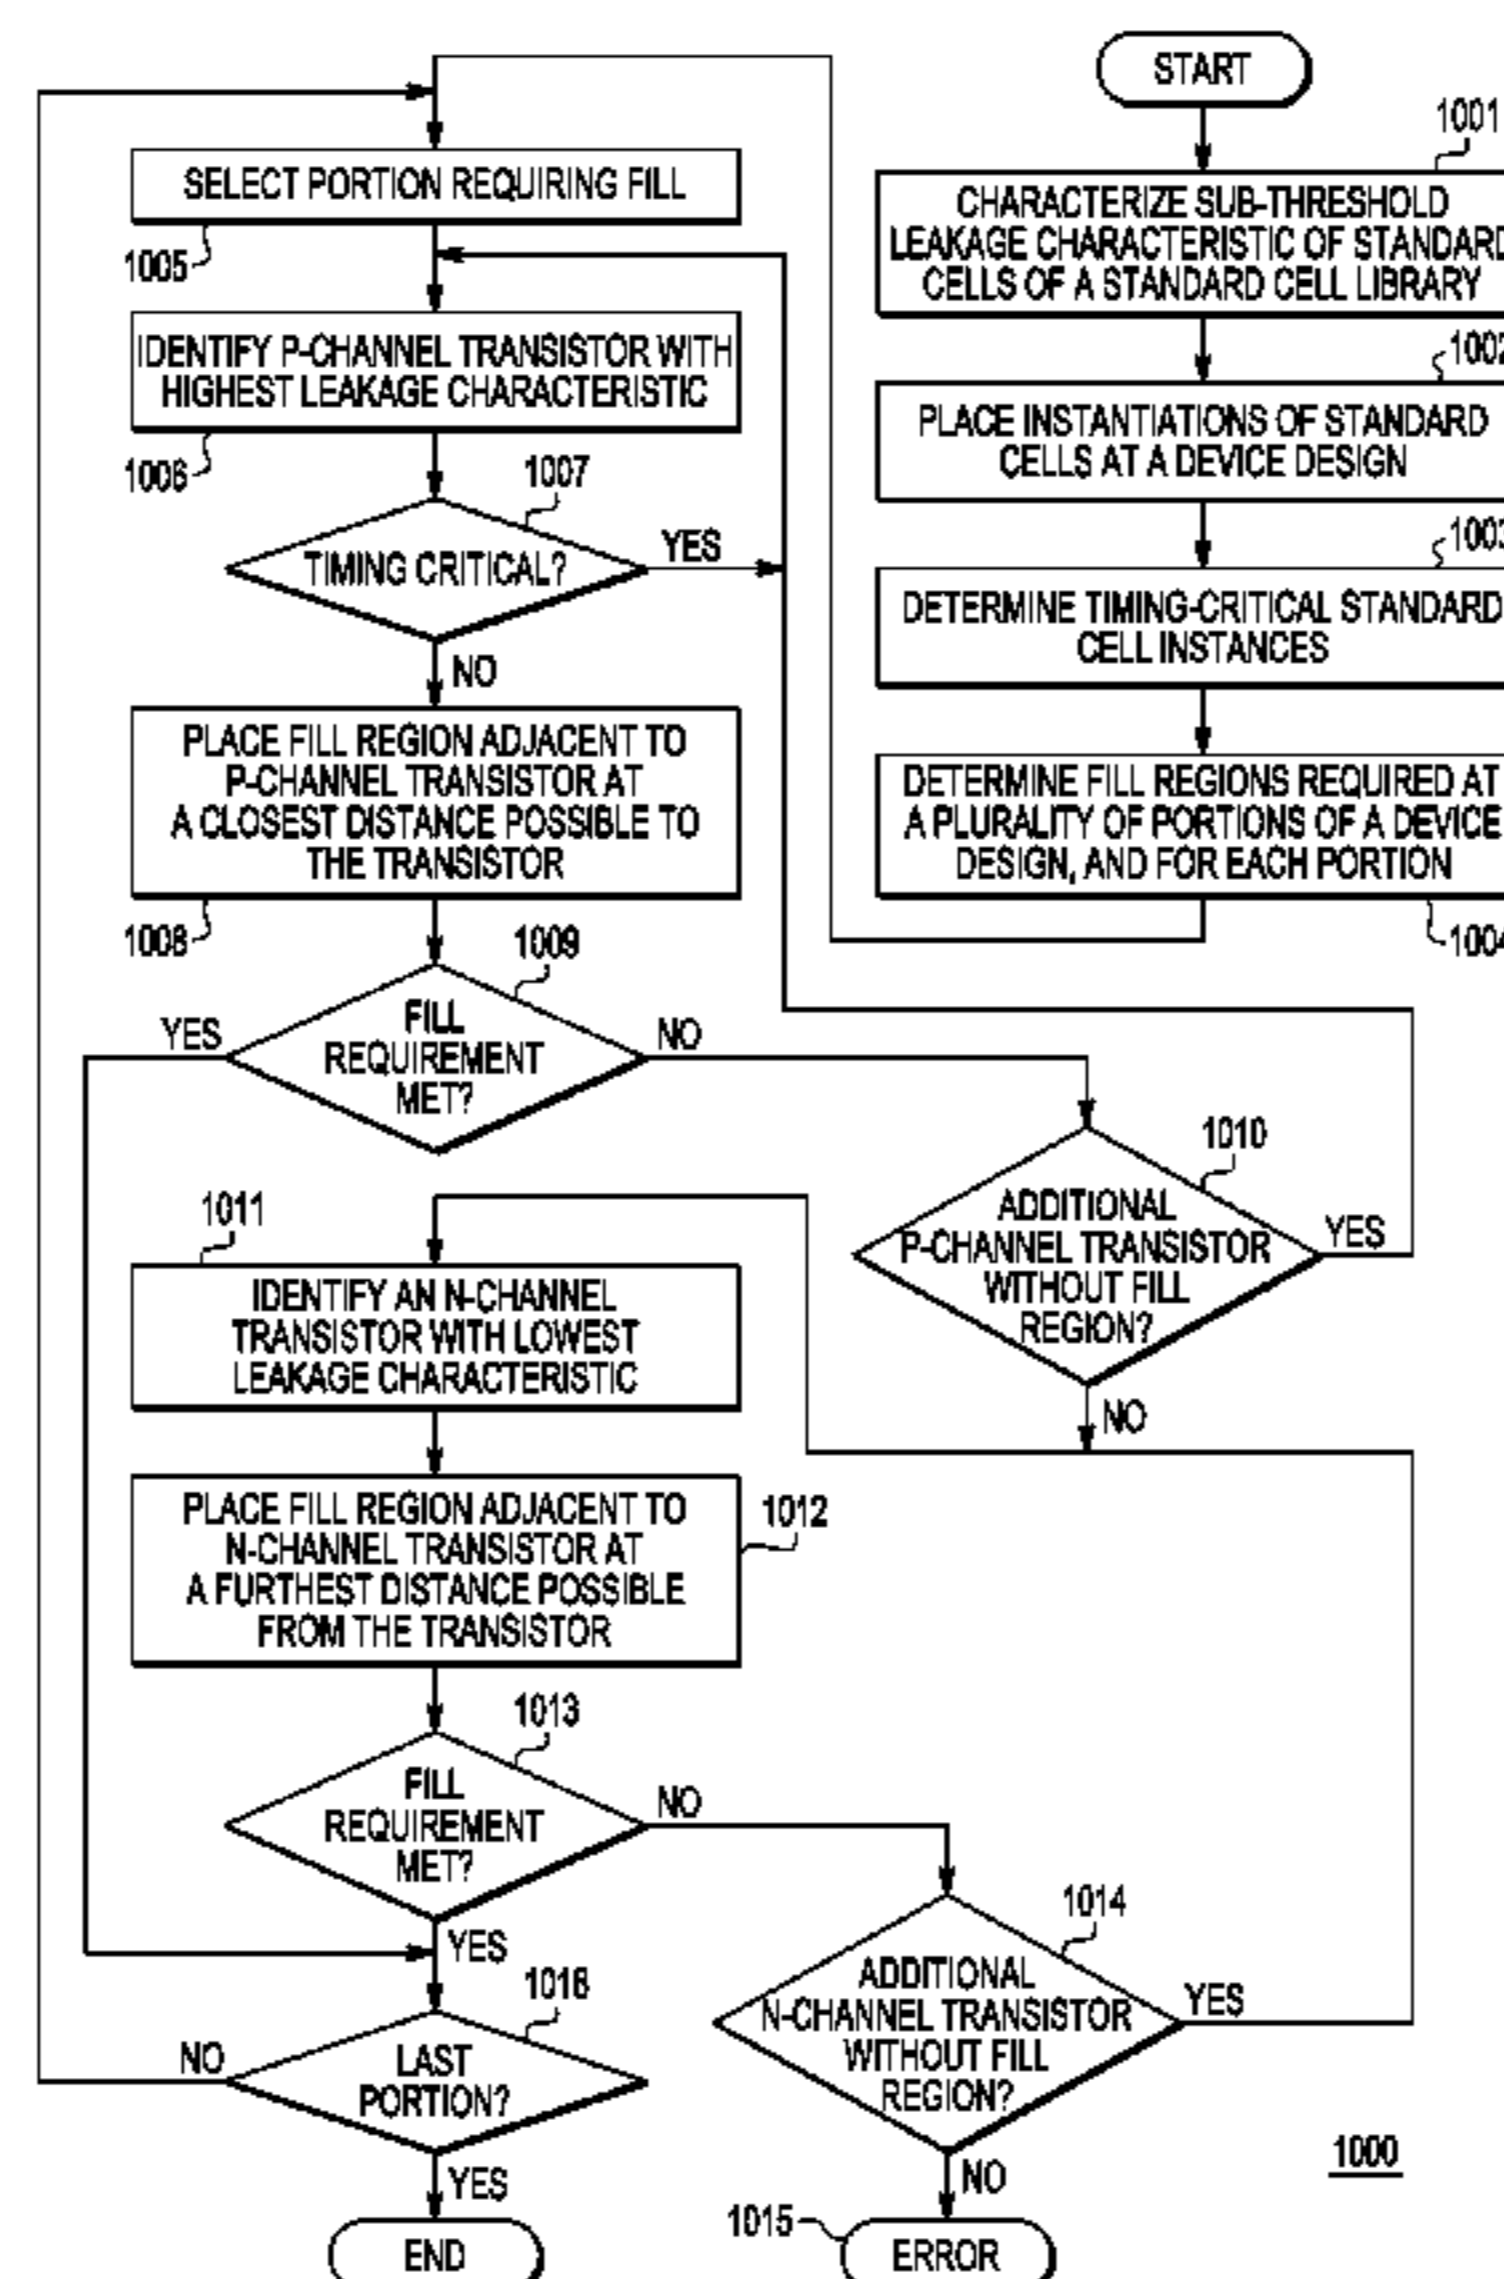 START
1001
CHARACTERIZE SUB-THRESHOLD
LEAKAGE CHARACTERISTIC OF STANDARD
CELLS OF A STANDARD CELL LIBRARY
1002
PLACE INSTANTIATIONS OF STANDARD
CELLS AT A DEVICE DESIGN
1003
DETERMINE TIMING-CRITICAL STANDARD
CELL INSTANCES
DETERMINE FILL REGIONS REQUIRED AT
A PLURALITY OF PORTIONS OF A DEVICE
DESIGN, AND FOR EACH PORTION
1004
SELECT PORTION REQUIRING FILL
1005
IDENTIFY P-CHANNEL TRANSISTOR WITH
HIGHEST LEAKAGE CHARACTERISTIC
1006
1007
TIMING CRITICAL?
YES
NO
PLACE FILL REGION ADJACENT TO
P-CHANNEL TRANSISTOR AT
A CLOSEST DISTANCE POSSIBLE TO
THE TRANSISTOR
1008
1009
FILL
REQUIREMENT
MET?
YES
NO
1010
ADDITIONAL
P-CHANNEL TRANSISTOR
WITHOUT FILL
REGION?
YES
NO
1011
IDENTIFY AN N-CHANNEL
TRANSISTOR WITH LOWEST
LEAKAGE CHARACTERISTIC
PLACE FILL REGION ADJACENT TO
N-CHANNEL TRANSISTOR AT
A FURTHEST DISTANCE POSSIBLE
FROM THE TRANSISTOR
1012
1013
FILL
REQUIREMENT
MET?
NO
YES
1014
ADDITIONAL
N-CHANNEL TRANSISTOR
WITHOUT FILL
REGION?
YES
NO
1015
ERROR
1016
LAST
PORTION?
NO
YES
END
1000